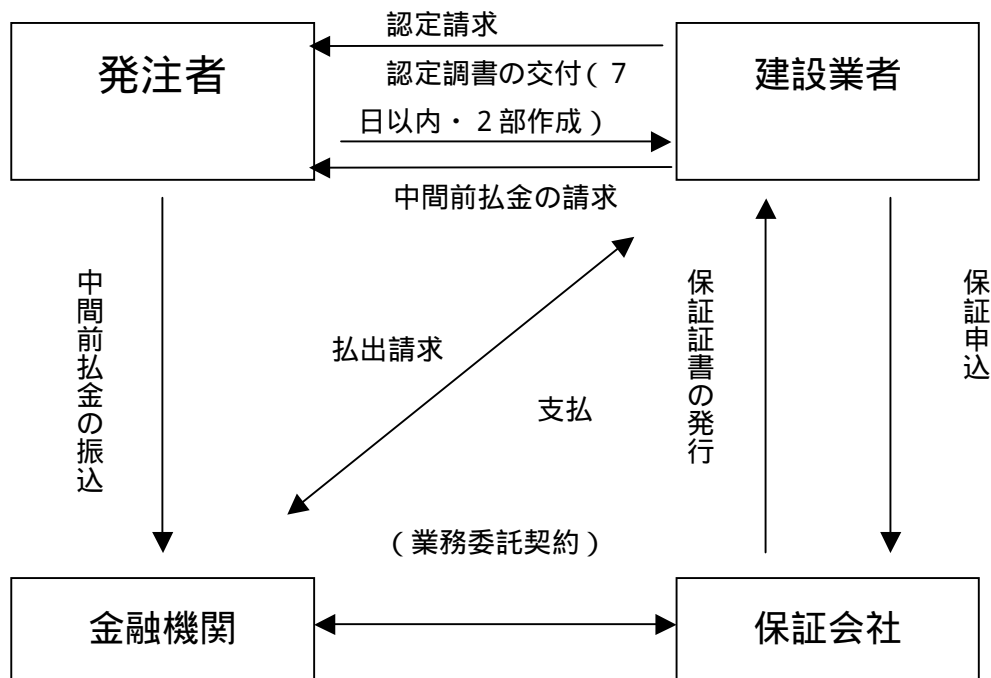 認定請求
発注者
建設業者
認定調書の交付(7
日以内・2部作成)
中間前払金の請求
中間前払金の振込
払出請求
支払
保証証書の発行
保証申込
(業務委託契約)
金融機関
保証会社